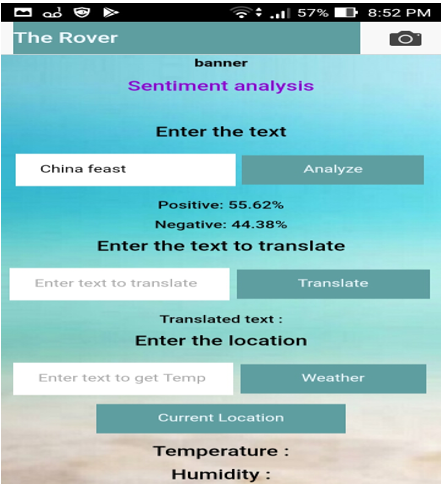 57% 8:52 PM
The Rover
banner
Sentiment analysis
Enter the text
China feast Analyze
Positive: 55.62%
Negative: 44.38%
Enter the text to translate
Enter text to translate Translate
Translated text :
Enter the location
Enter text to get Temp Weather
Current Location
Temperature :
Humidity :